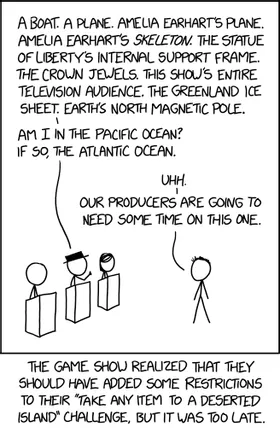 A BOAT. A PLANE. AMELIA EARHART'S PLANE.
AMELIA EARHART'S SKELETON. THE STATUE
OF LIBERTY'S INTERNAL SUPPORT FRAME.
THE CROWN JEWELS. THIS SHOW'S ENTIRE
TELEVISION AUDIENCE. THE GREENLAND ICE
SHEET. EARTH'S NORTH MAGNETIC POLE.
AM I IN THE PACIFIC OCEAN?
IF SO, THE ATLANTIC OCEAN.
UHH.
OUR PRODUCERS ARE GOING TO
NEED SOME TIME ON THIS ONE.
THE GAME SHOW REALIZED THAT THEY
SHOULD HAVE ADDED SOME RESTRICTIONS
TO THEIR "TAKE ANY ITEM TO A DESERTED
ISLAND" CHALLENGE, BUT IT WAS TOO LATE.